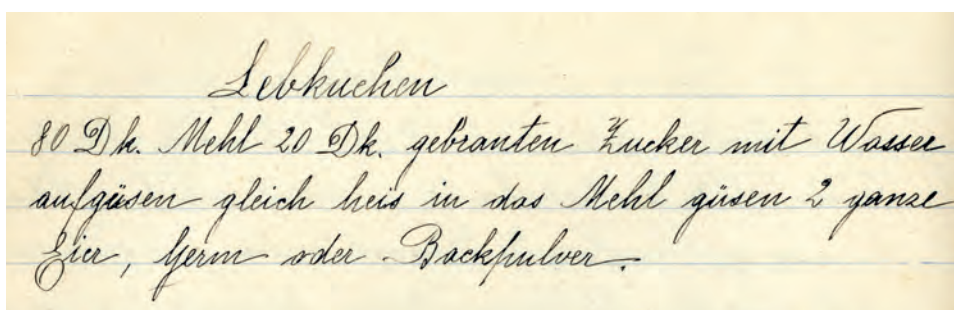 Lebkuchen
80 Dk. Mehl 20 Dk. gebranten Zucker mit Wasser
aufgüsen gleich heis in das Mehl güsen 2 ganze
Eier, Germ oder Backpulver.